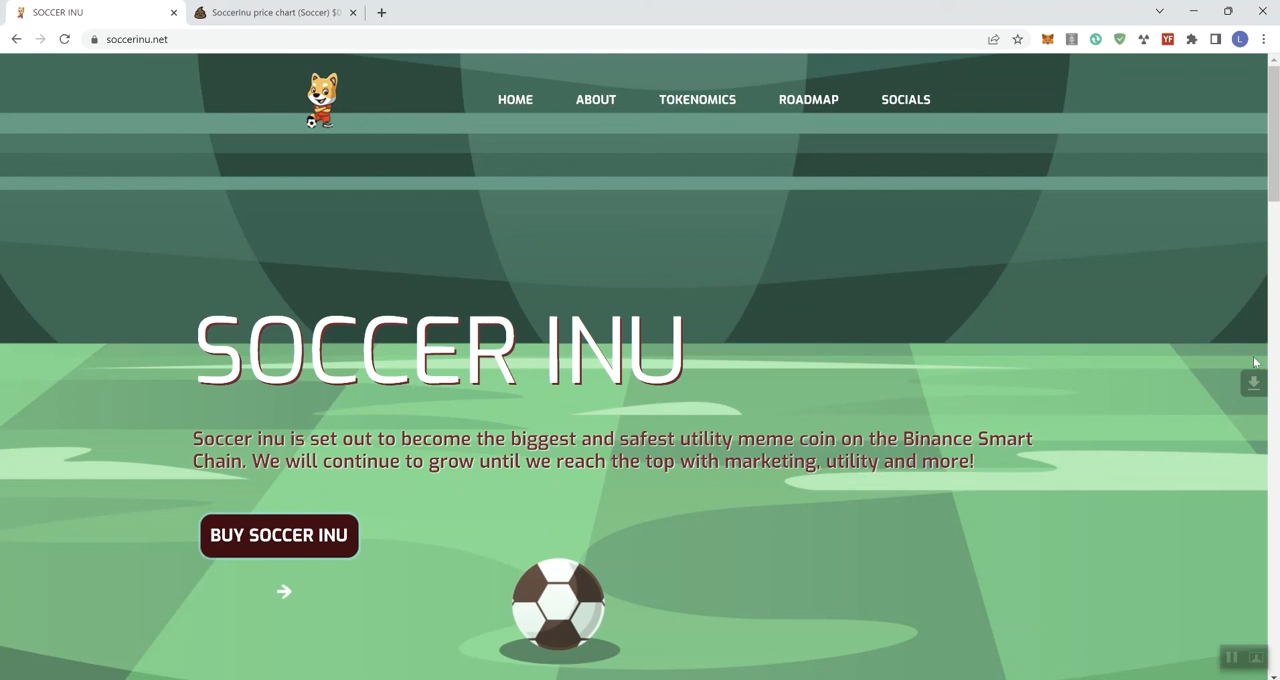 SOCCER INU
SoccerInu price chart (Soccer) $0
soccerinu.net
YF
L
HOME
ABOUT
TOKENOMICS
ROADMAP
SOCIALS
SOCCER INU
Soccer inu is set out to become the biggest and safest utility meme coin on the Binance Smart
Chain. We will continue to grow until we reach the top with marketing, utility and more!
BUY SOCCER INU